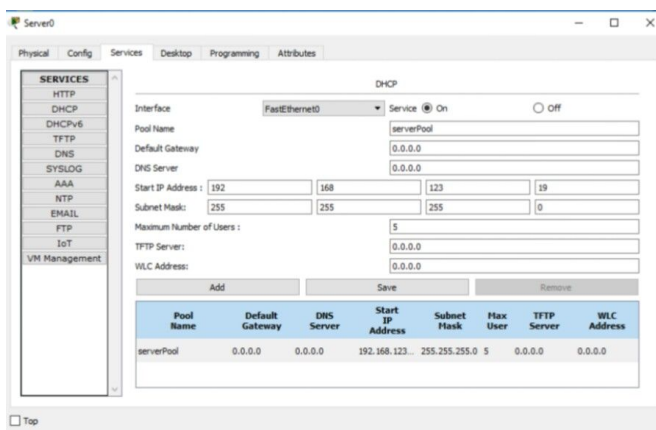 Server0
Physical Config Services Desktop Programming Attributes
SERVICES
HTTP
DHCP
DHCPv6
TFTP
DNS
SYSLOG
AAA
NTP
EMAIL
FTP
IoT
VM Management
DHCP
Interface FastEthernet0 Service On Off
Pool Name serverPool
Default Gateway 0.0.0.0
DNS Server 0.0.0.0
Start IP Address : 192 168 123 19
Subnet Mask: 255 255 255 0
Maximum Number of Users : 5
TFTP Server: 0.0.0.0
WLC Address: 0.0.0.0
Add Save Remove
Pool Name Default Gateway DNS Server Start IP Address Subnet Mask Max User TFTP Server WLC Address
serverPool 0.0.0.0 0.0.0.0 192.168.123... 255.255.255.0 5 0.0.0.0 0.0.0.0
Top